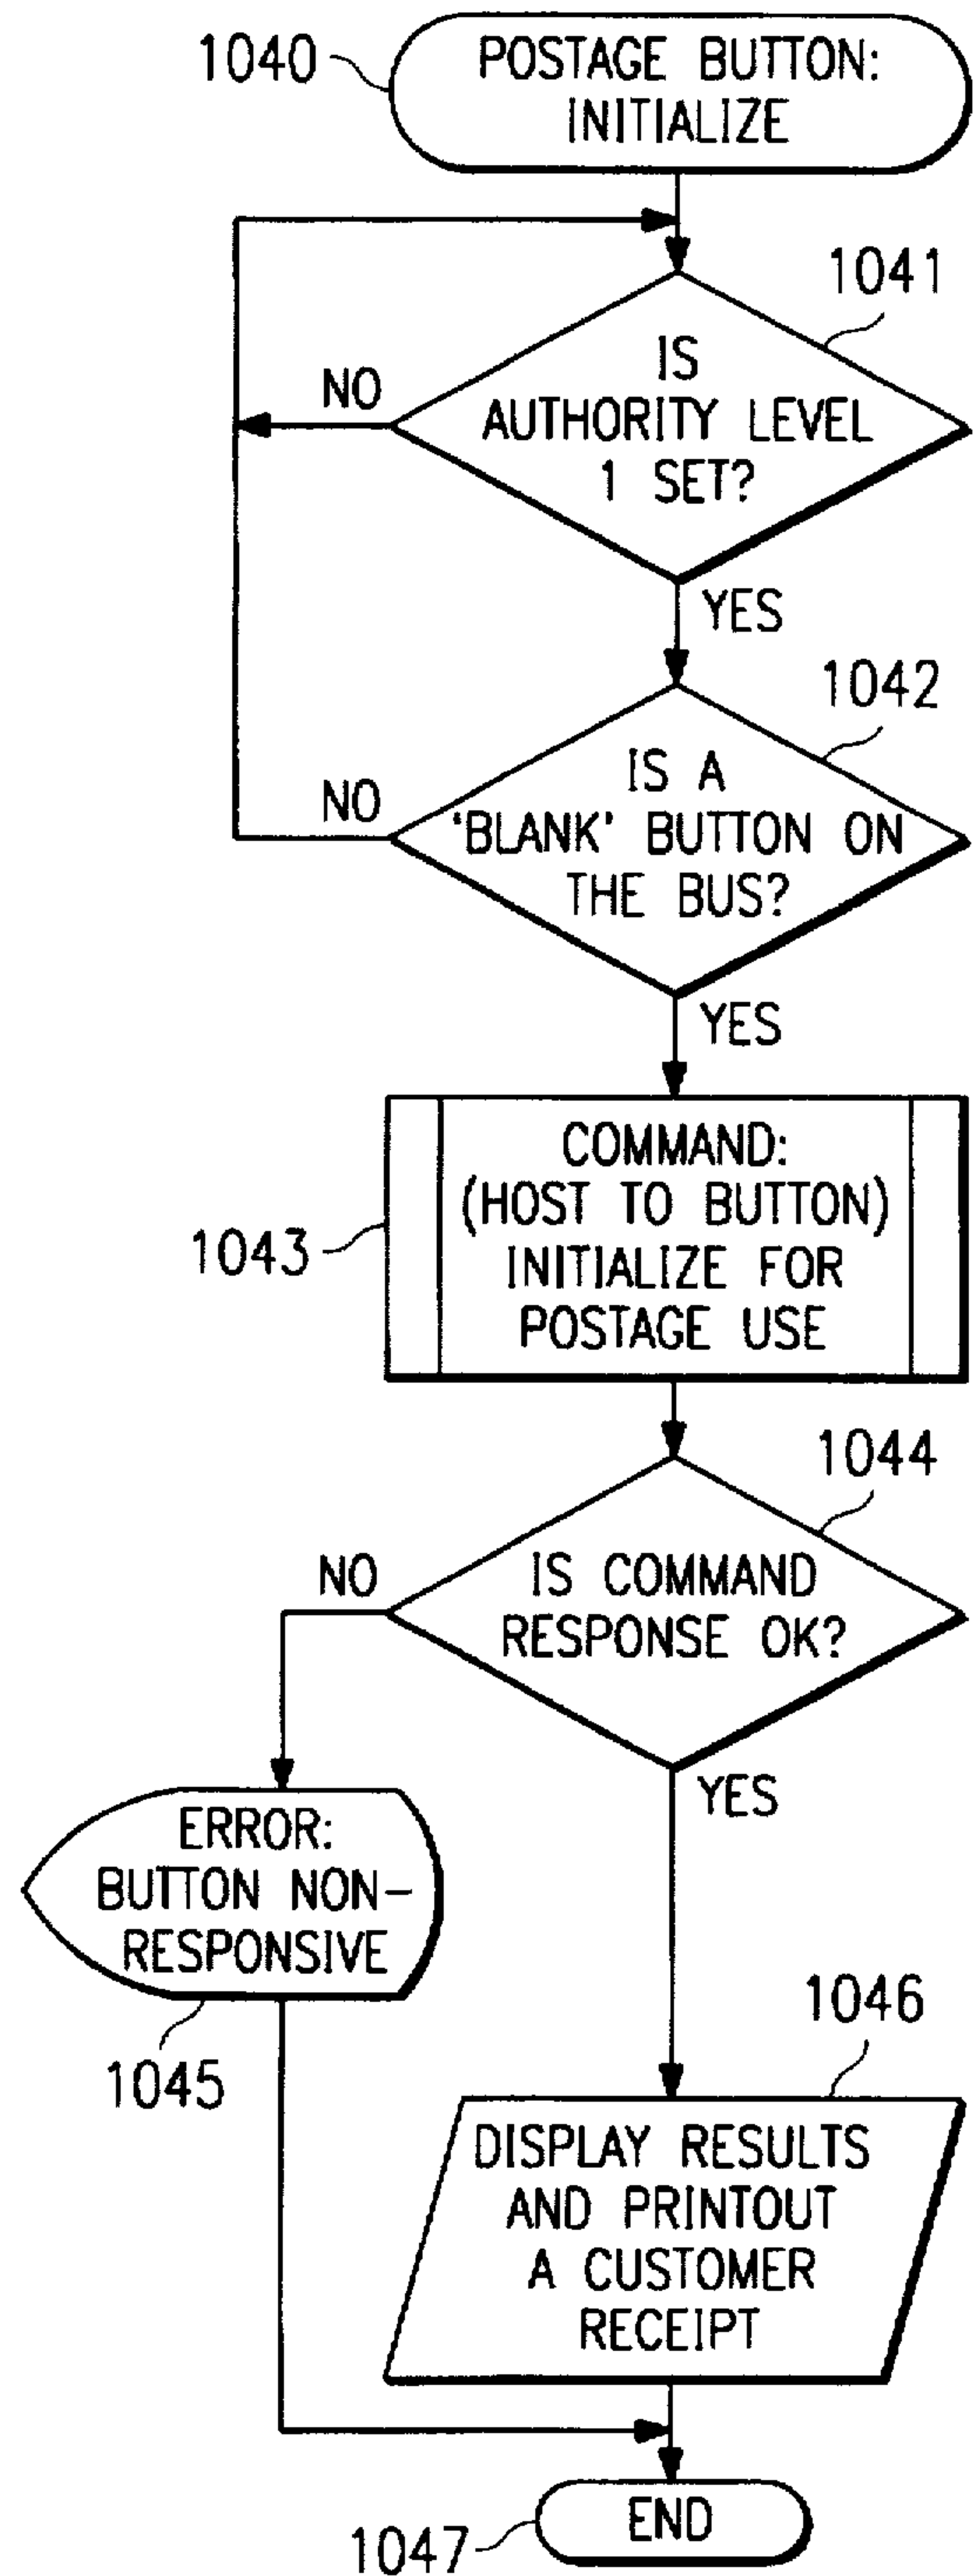 1040
POSTAGE BUTTON:
INITIALIZE
1041
IS
AUTHORITY LEVEL
1 SET?
NO
YES
1042
IS A
'BLANK' BUTTON ON
THE BUS?
NO
YES
1043
COMMAND:
(HOST TO BUTTON)
INITIALIZE FOR
POSTAGE USE
1044
IS COMMAND
RESPONSE OK?
NO
YES
ERROR:
BUTTON NON-
RESPONSIVE
1045
1046
DISPLAY RESULTS
AND PRINTOUT
A CUSTOMER
RECEIPT
END
1047